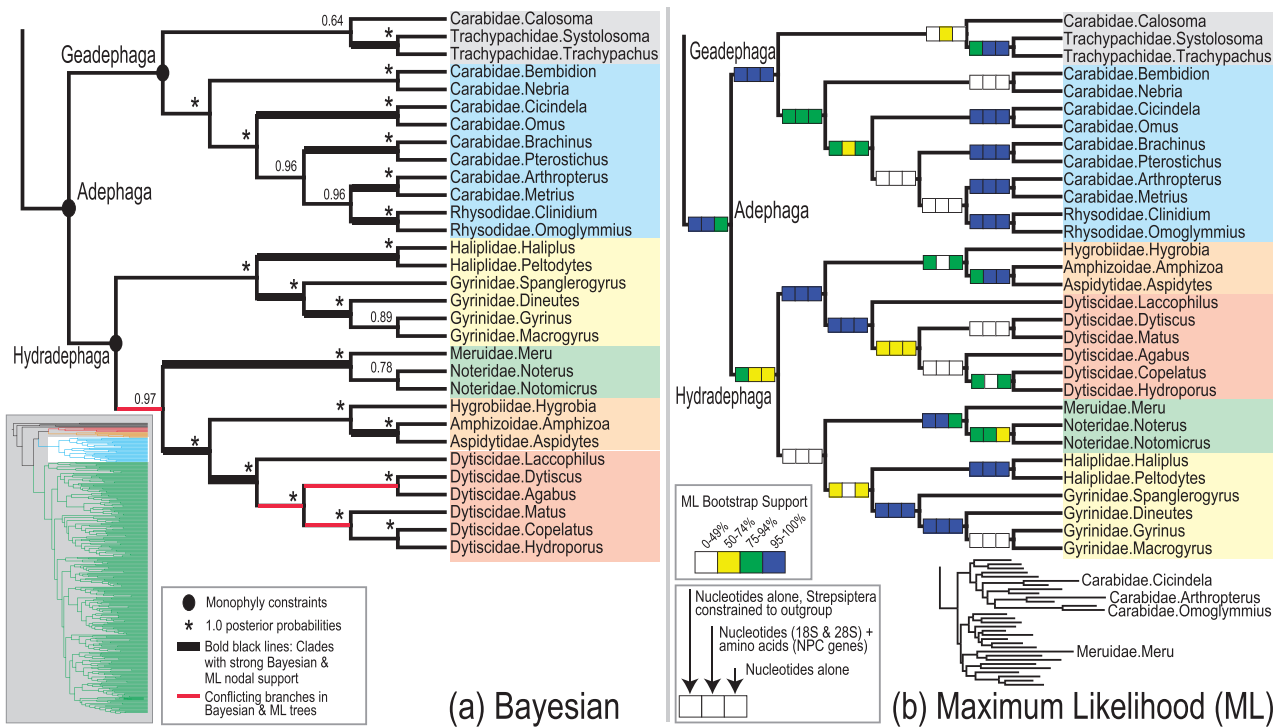 0.64
*
Geadephaga
*
*
*
*
*
0.96
*
0.96
*
*
Adephaga
*
*
*
*
0.89
Hydradephaga
*
0.78
0.97
*
*
*
*
*
*
*
*
Carabidae.Calosoma
Trachypachidae.Systolosoma
Trachypachidae.Trachypachus
Carabidae.Bembidion
Carabidae.Nebria
Carabidae.Cicindela
Carabidae.Omus
Carabidae.Brachinus
Carabidae.Pterostichus
Carabidae.Arthropterus
Carabidae.Metrius
Rhysodidae.Clinidium
Rhysodidae.Omoglymmius
Haliplidae.Haliplus
Haliplidae.Peltodytes
Gyrinidae.Spanglerogyrus
Gyrinidae.Dineutes
Gyrinidae.Gyrinus
Gyrinidae.Macrogyrus
Meruidae.Meru
Noteridae.Noterus
Noteridae.Notomicrus
Hygrobiidae.Hygrobia
Amphizoidae.Amphizoa
Aspidytidae.Aspidytes
Dytiscidae.Laccophilus
Dytiscidae.Dytiscus
Dytiscidae.Agabus
Dytiscidae.Matus
Dytiscidae.Copelatus
Dytiscidae.Hydroporus
Monophyly constraints
* 1.0 posterior probabilities
Bold black lines: Clades
with strong Bayesian &
ML nodal support
Conflicting branches in
Bayesian & ML trees
(a) Bayesian
Geadephaga
Adephaga
Hydradephaga
Carabidae.Calosoma
Trachypachidae.Systolosoma
Trachypachidae.Trachypachus
Carabidae.Bembidion
Carabidae.Nebria
Carabidae.Cicindela
Carabidae.Omus
Carabidae.Brachinus
Carabidae.Pterostichus
Carabidae.Arthropterus
Carabidae.Metrius
Rhysodidae.Clinidium
Rhysodidae.Omoglymmius
Hygrobiidae.Hygrobia
Amphizoidae.Amphizoa
Aspidytidae.Aspidytes
Dytiscidae.Laccophilus
Dytiscidae.Dytiscus
Dytiscidae.Matus
Dytiscidae.Agabus
Dytiscidae.Copelatus
Dytiscidae.Hydroporus
Meruidae.Meru
Noteridae.Noterus
Noteridae.Notomicrus
Haliplidae.Haliplus
Haliplidae.Peltodytes
Gyrinidae.Spanglerogyrus
Gyrinidae.Dineutes
Gyrinidae.Gyrinus
Gyrinidae.Macrogyrus
ML Bootstrap Support
0-49%
50-74%
75-94%
95-100%
Nucleotides alone, Strepsiptera
constrained to outgroup
Nucleotides (18S & 28S) +
amino acids (NPC genes)
Nucleotides alone
Carabidae.Cicindela
Carabidae.Arthropterus
Carabidae.Omoglymmius
Meruidae.Meru
(b) Maximum Likelihood (ML)